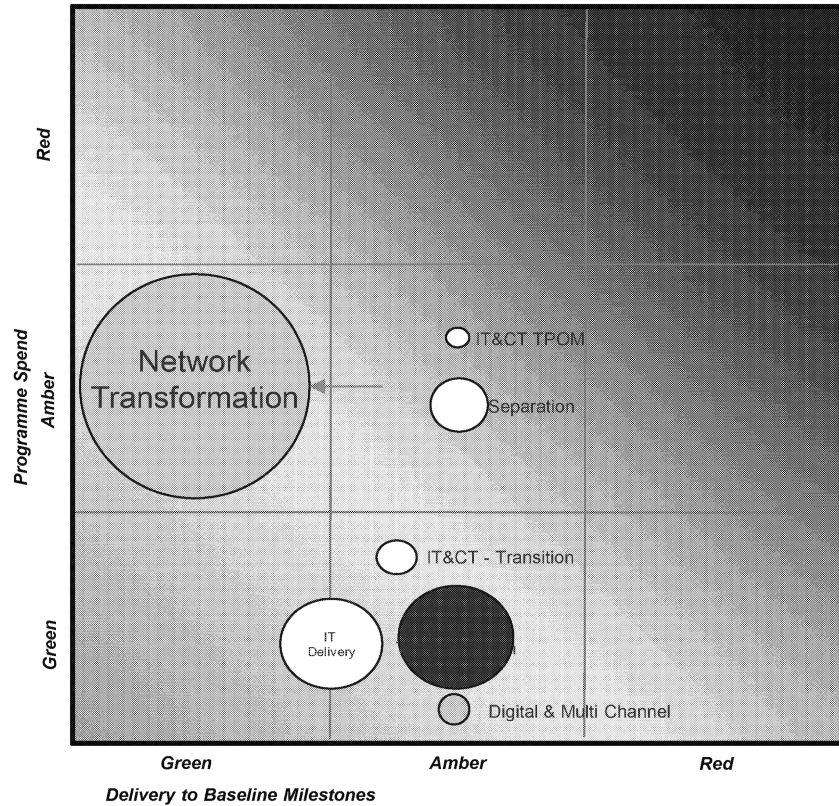 Red
Network
Transformation
IT&CT TPOM
Separation
Programme Spend
Amber
IT&CT - Transition
IT
Delivery
Green
Digital & Multi Channel
Green
Amber
Red
Delivery to Baseline Milestones